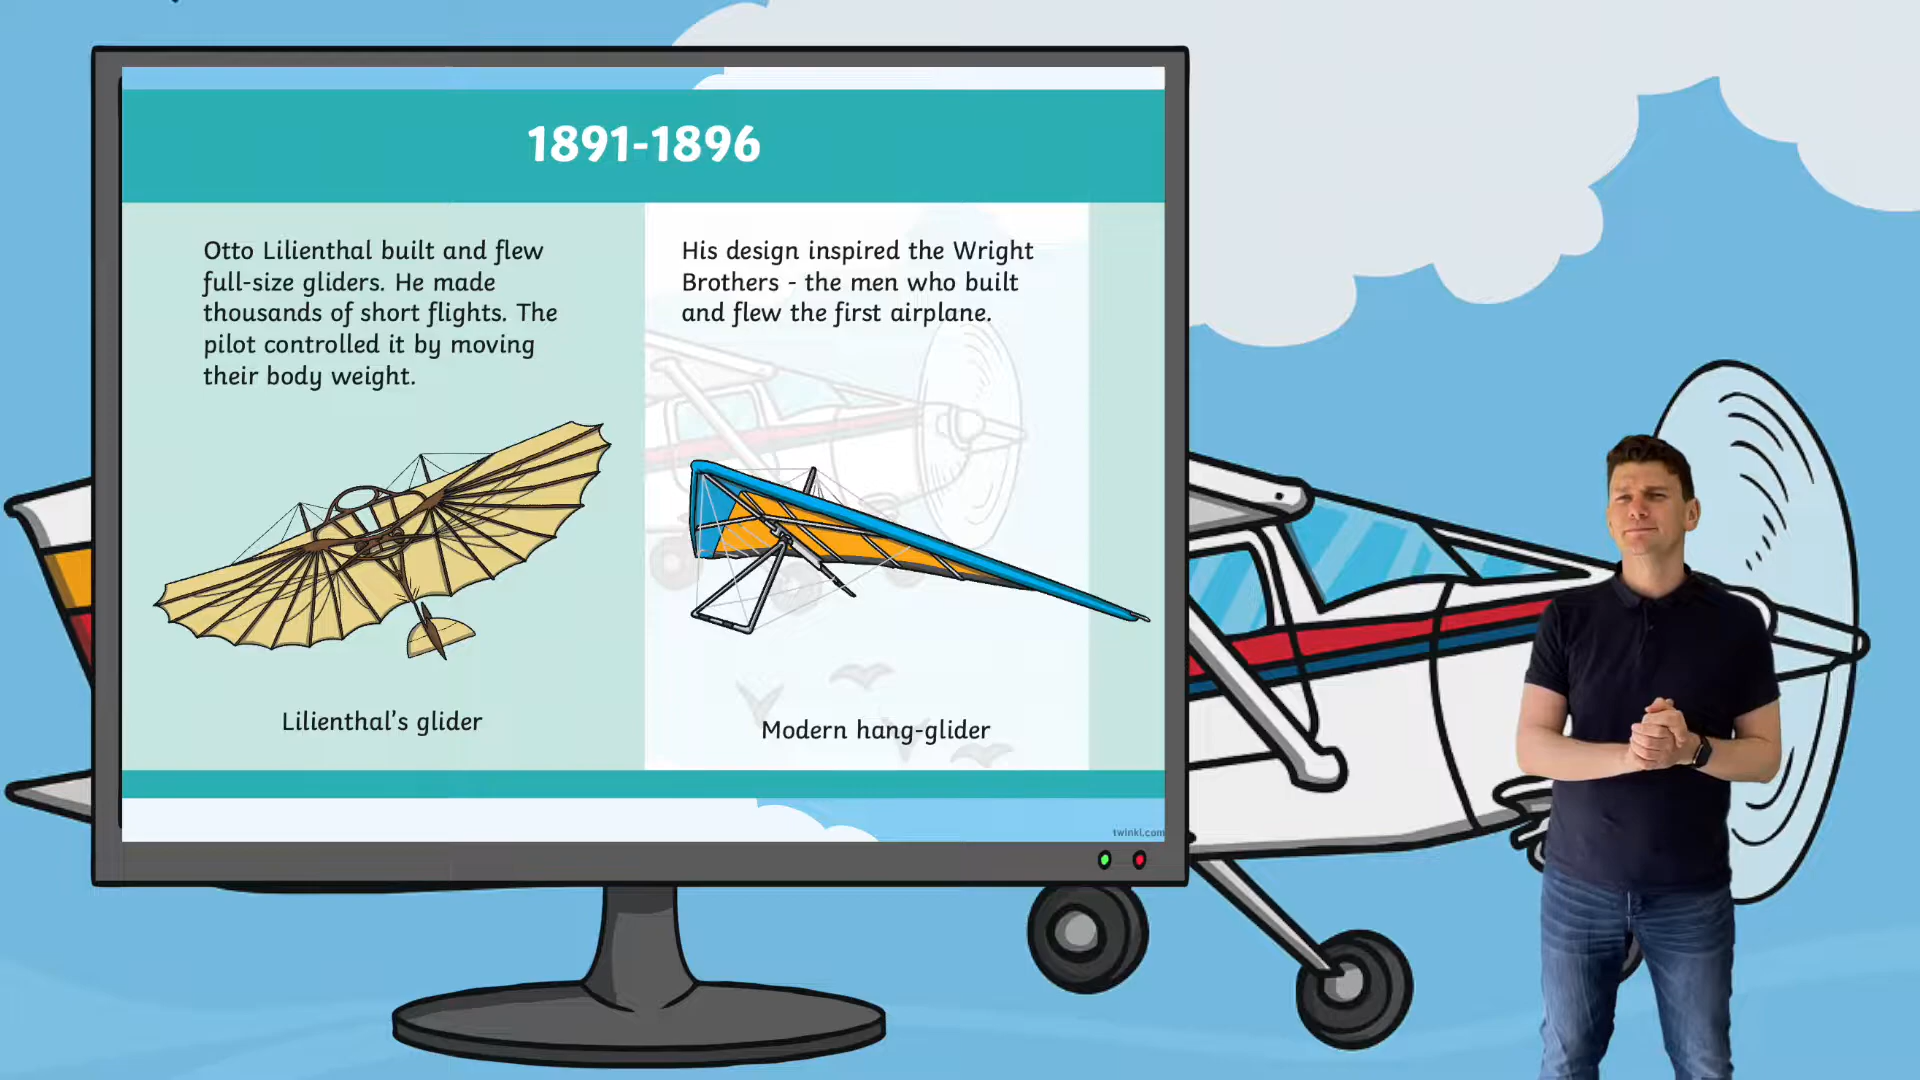 1891-1896
Otto Lilienthal built and flew
full-size gliders. He made
thousands of short flights. The
pilot controlled it by moving
their body weight.
Lilienthal's glider
His design inspired the Wright
Brothers - the men who built
and flew the first airplane.
Modern hang-glider
twinkl.com